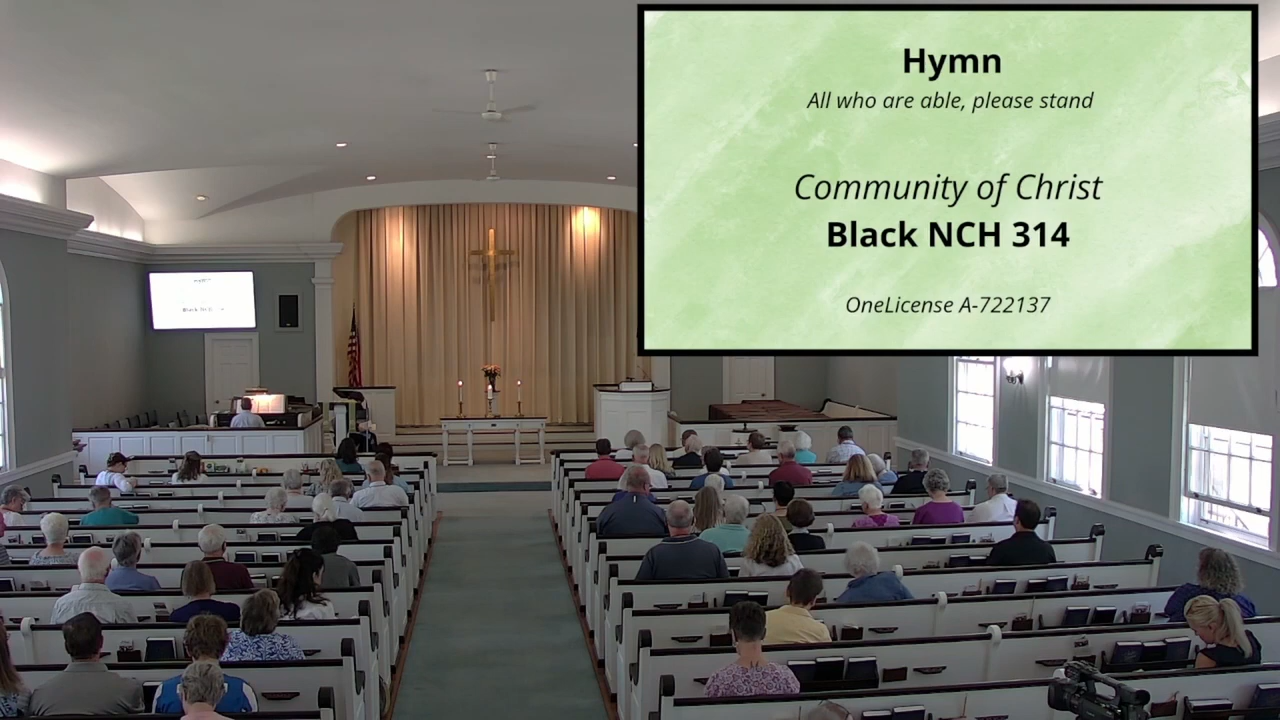 Hymn
All who are able, please stand
Community of Christ
Black NCH 314
OneLicense A-722137